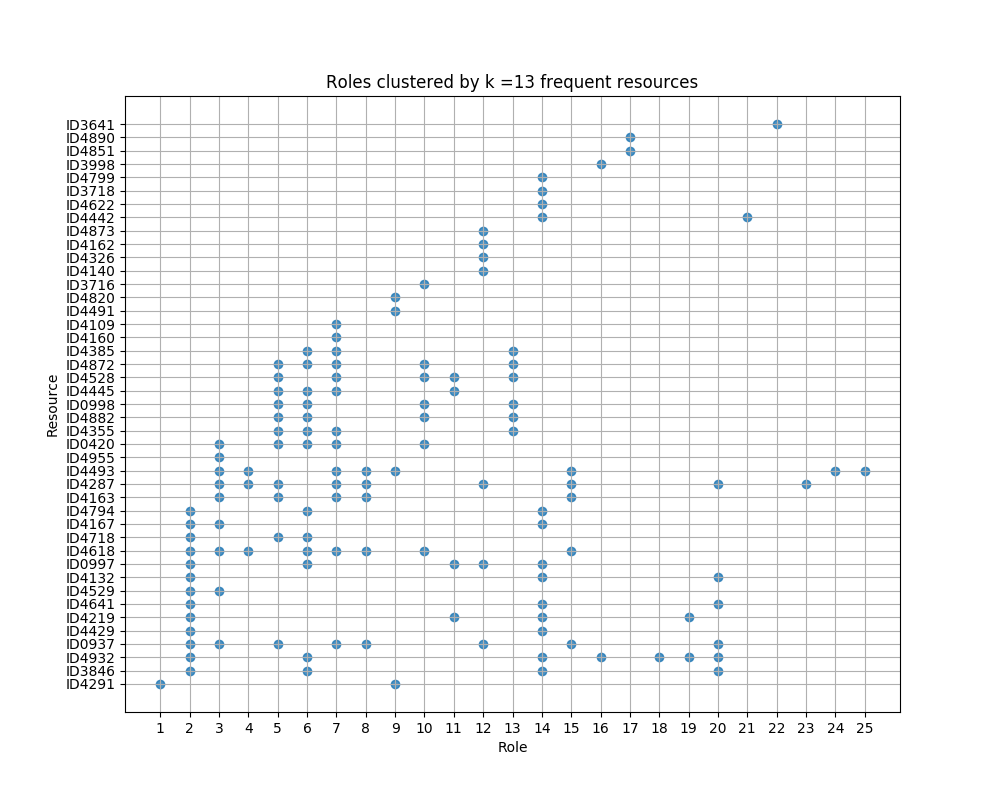 Roles clustered by k =13 frequent resources
ID3641
ID4890
ID4851
ID3998
ID4799
ID3718
ID4622
ID4442
ID4873
ID4162
ID4326
ID4140
ID3716
ID4820
ID4491
ID4109
ID4160
ID4385
ID4872
ID4528
ID4445
ID0998
ID4882
ID4355
ID0420
ID4955
ID4493
ID4287
ID4163
ID4794
ID4167
ID4718
ID4618
ID0997
ID4132
ID4529
ID4641
ID4219
ID4429
ID0937
ID4932
ID3846
ID4291
Resource
1 2 3 4 5 6 7 8 9 10 11 12 13 14 15 16 17 18 19 20 21 22 23 24 25
Role